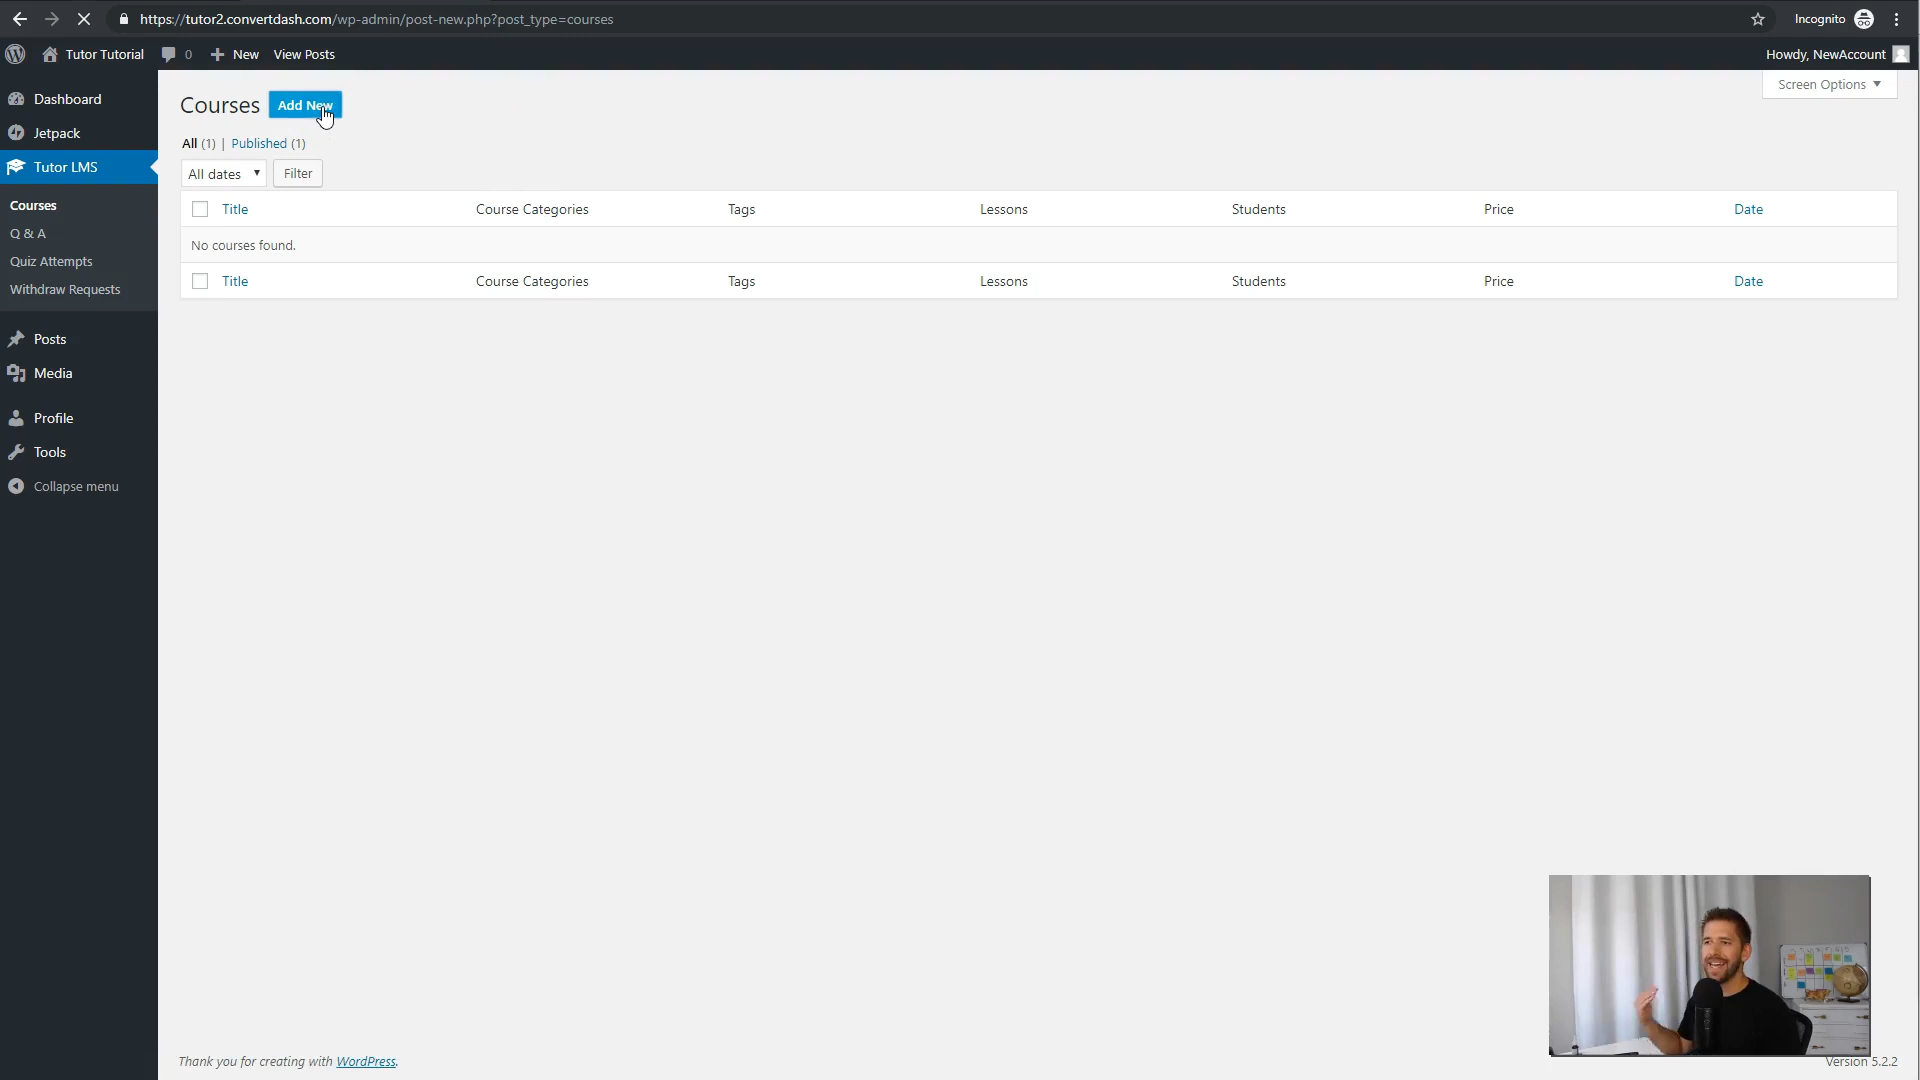 https://tutor2.convertdash.com/wp-admin/post-new.php?post_type=courses
Incognito
Tutor Tutorial
0
New
View Posts
Howdy, NewAccount
Screen Options
Dashboard
Jetpack
Tutor LMS
Courses
Q & A
Quiz Attempts
Withdraw Requests
Posts
Media
Profile
Tools
Collapse menu
Courses
Add New
All (1) | Published (1)
All dates
Filter
Title Course Categories Tags Lessons Students Price Date
No courses found.
Title Course Categories Tags Lessons Students Price Date
Thank you for creating with WordPress.
Version 5.2.2